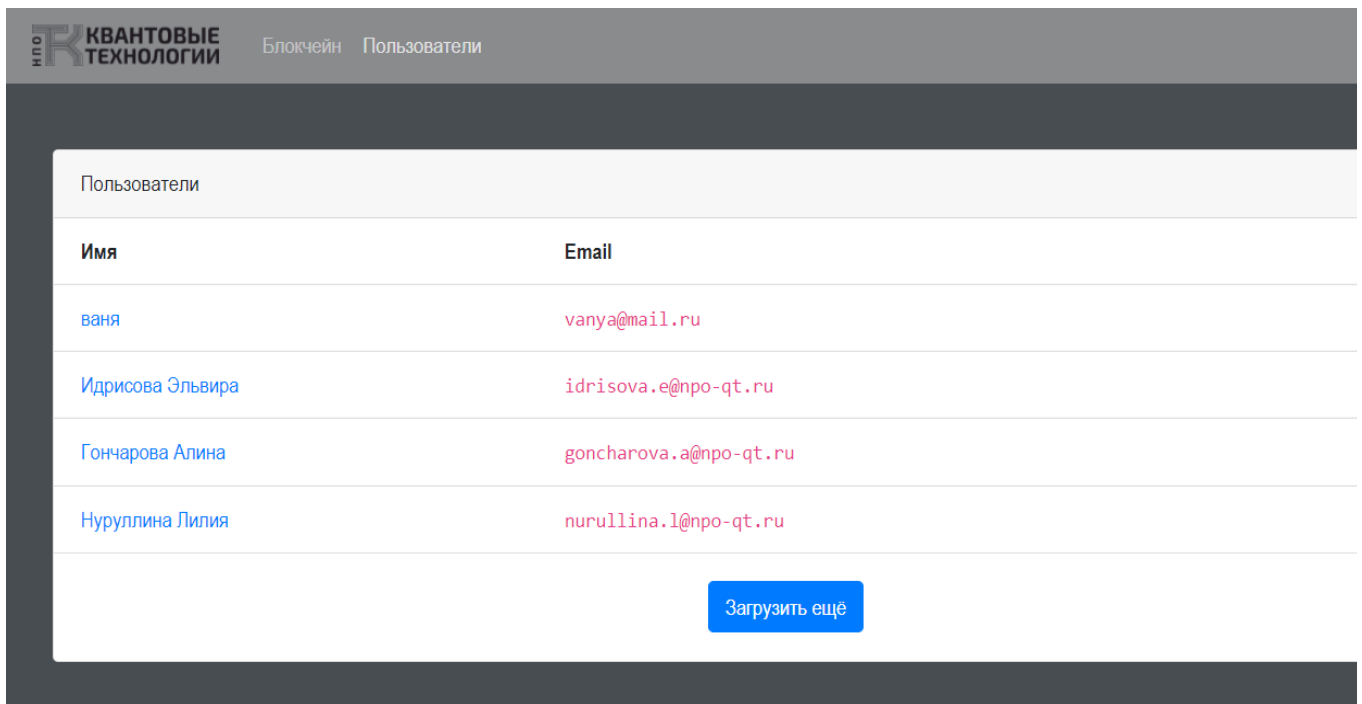 НПО ТК КВАНТОВЫЕ ТЕХНОЛОГИИ
Блокчейн Пользователи
Пользователи
Имя Email
ваня vanya@mail.ru
Идрисова Эльвира idrisova.e@npo-qt.ru
Гончарова Алина goncharova.a@npo-qt.ru
Нуруллина Лилия nurullina.l@npo-qt.ru
Загрузить ещё